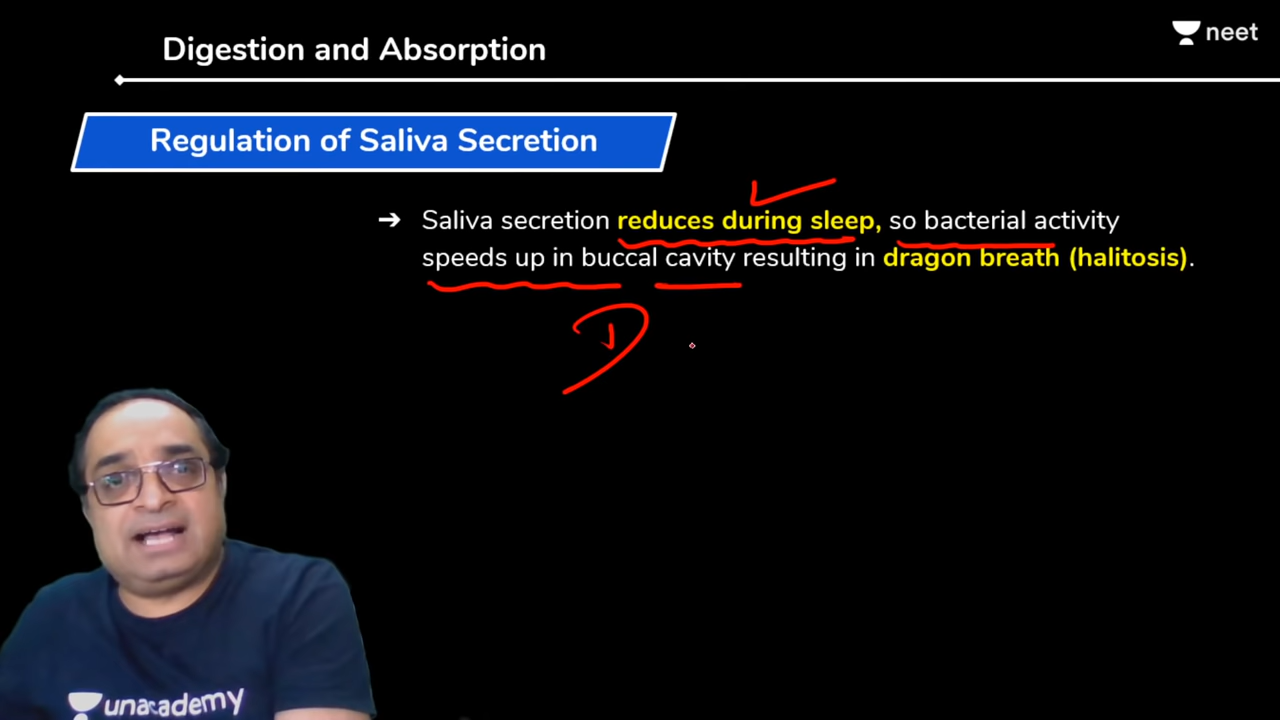 neet
Digestion and Absorption
Regulation of Saliva Secretion
➔ Saliva secretion reduces during sleep, so bacterial activity
speeds up in buccal cavity resulting in dragon breath (halitosis).
D
unacademy